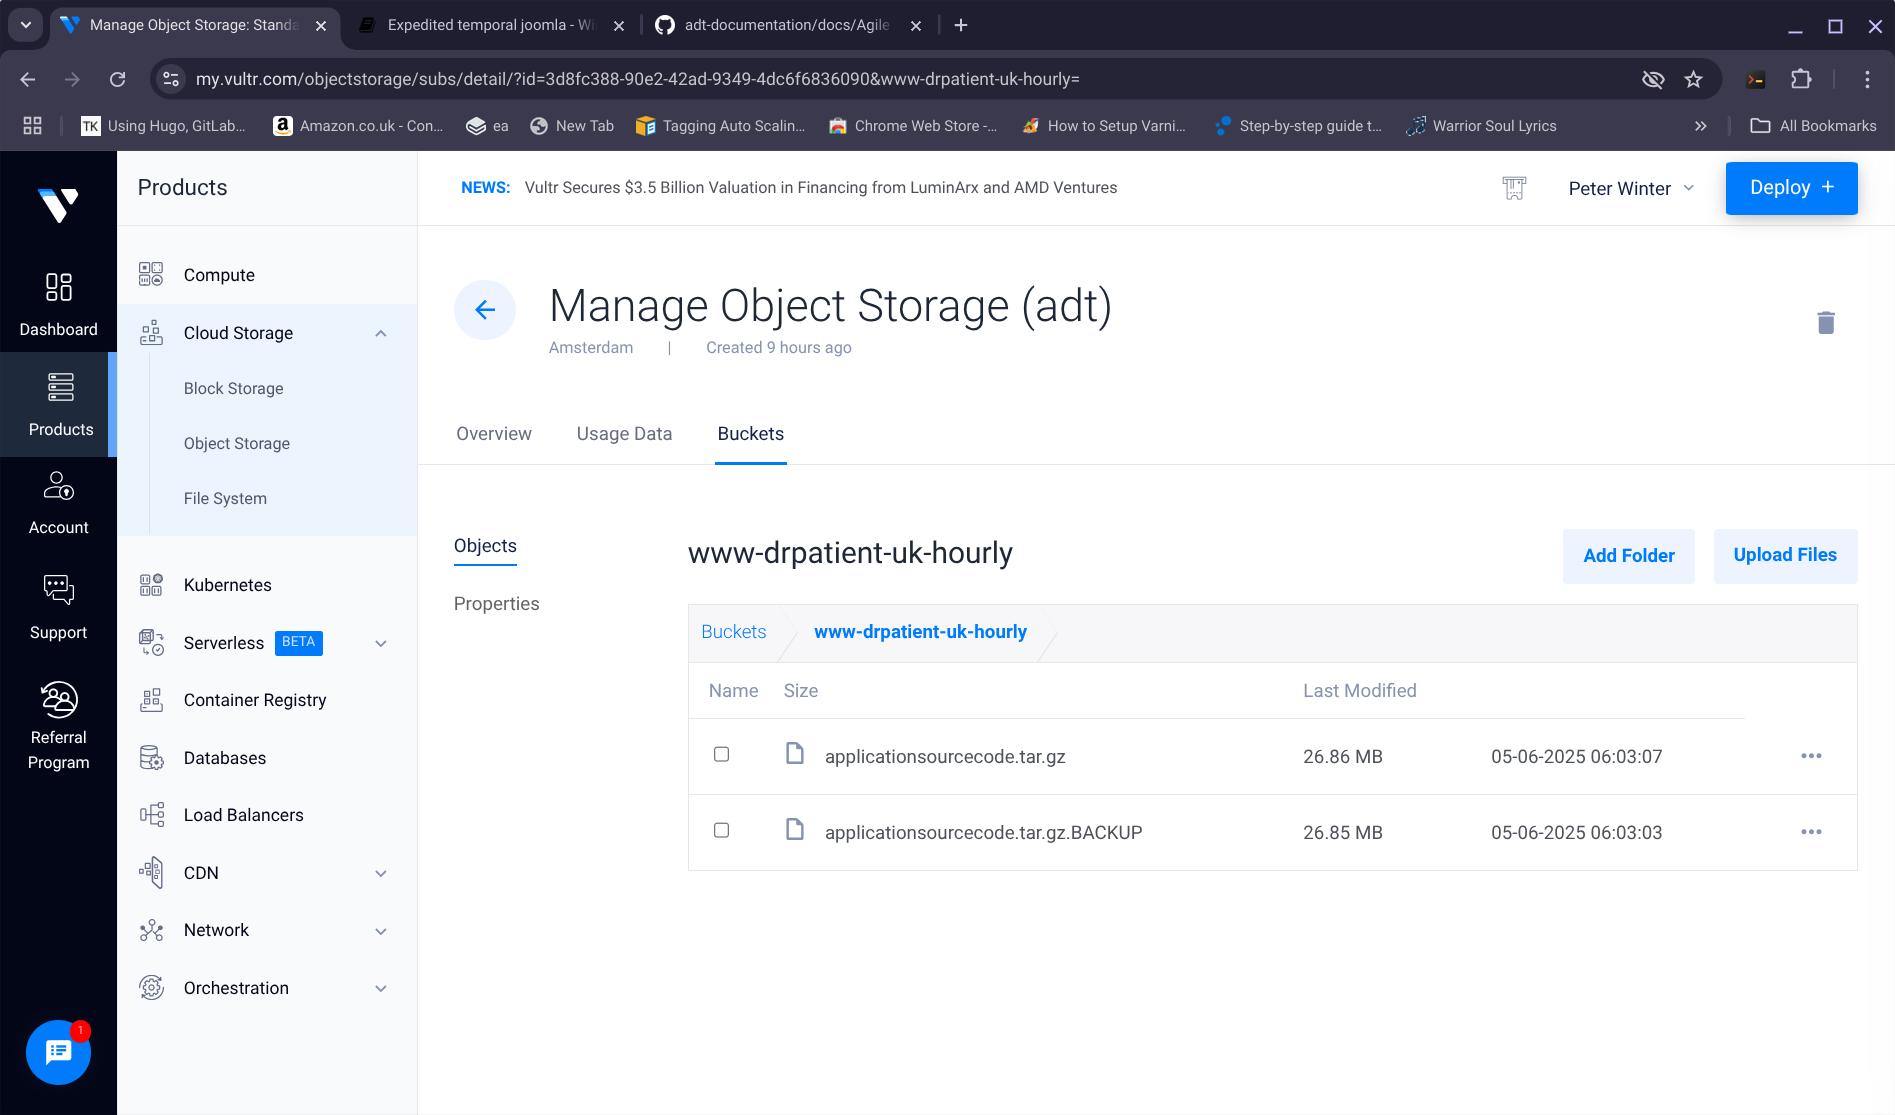 Manage Object Storage: Standa
Expedited temporal joomla - Wi
adt-documentation/docs/Agile
my.vultr.com/objectstorage/subs/detail/?id=3d8fc388-90e2-42ad-9349-4dc6f6836090&www-drpatient-uk-hourly=
TK Using Hugo, GitLab...
a Amazon.co.uk - Con...
ea
New Tab
Tagging Auto Scalin...
Chrome Web Store -...
How to Setup Varni...
Step-by-step guide t...
Warrior Soul Lyrics
All Bookmarks
Dashboard
Products
Account
Support
Referral
Program
1
Products
Compute
Cloud Storage
Block Storage
Object Storage
File System
Kubernetes
Serverless BETA
Container Registry
Databases
Load Balancers
CDN
Network
Orchestration
NEWS: Vultr Secures $3.5 Billion Valuation in Financing from LuminArx and AMD Ventures
Peter Winter
Deploy +
Manage Object Storage (adt)
Amsterdam | Created 9 hours ago
Overview Usage Data Buckets
Objects
Properties
www-drpatient-uk-hourly
Add Folder
Upload Files
Buckets www-drpatient-uk-hourly
Name Size Last Modified
applicationsourcecode.tar.gz 26.86 MB 05-06-2025 06:03:07
applicationsourcecode.tar.gz.BACKUP 26.85 MB 05-06-2025 06:03:03